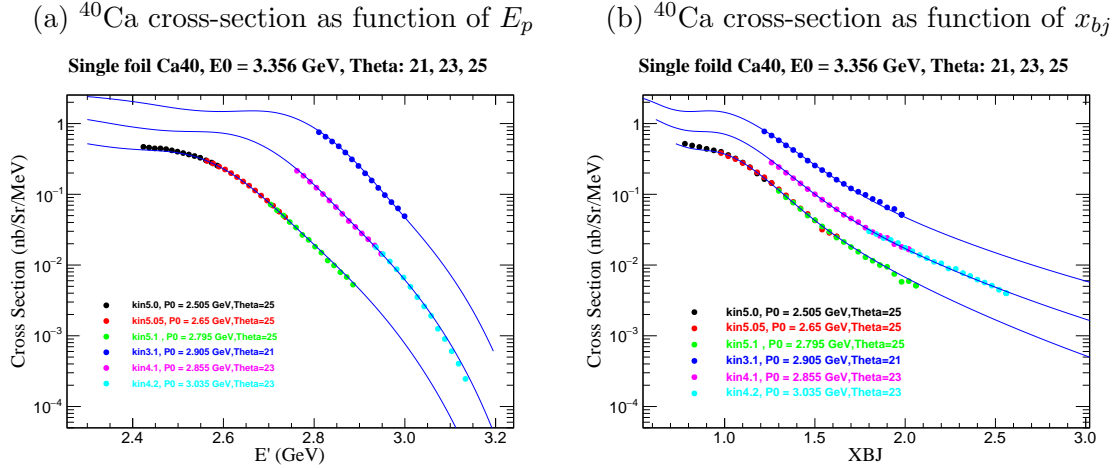 (a) ⁴⁰Ca cross-section as function of E_p
Single foil Ca40, E0 = 3.356 GeV, Theta: 21, 23, 25
Cross Section (nb/Sr/MeV)
1
10⁻¹
10⁻²
10⁻³
10⁻⁴
kin5.0, P0 = 2.505 GeV,Theta=25
kin5.05, P0 = 2.65 GeV,Theta=25
kin5.1 , P0 = 2.795 GeV,Theta=25
kin3.1, P0 = 2.905 GeV,Theta=21
kin4.1, P0 = 2.855 GeV,Theta=23
kin4.2, P0 = 3.035 GeV,Theta=23
2.4 2.6 2.8 3.0 3.2
E' (GeV)
(b) ⁴⁰Ca cross-section as function of x_{bj}
Single foild Ca40, E0 = 3.356 GeV, Theta: 21, 23, 25
Cross Section (nb/Sr/MeV)
1
10⁻¹
10⁻²
10⁻³
10⁻⁴
kin5.0, P0 = 2.505 GeV,Theta=25
kin5.05, P0 = 2.65 GeV,Theta=25
kin5.1 , P0 = 2.795 GeV,Theta=25
kin3.1, P0 = 2.905 GeV,Theta=21
kin4.1, P0 = 2.855 GeV,Theta=23
kin4.2, P0 = 3.035 GeV,Theta=23
1.0 1.5 2.0 2.5 3.0
XBJ